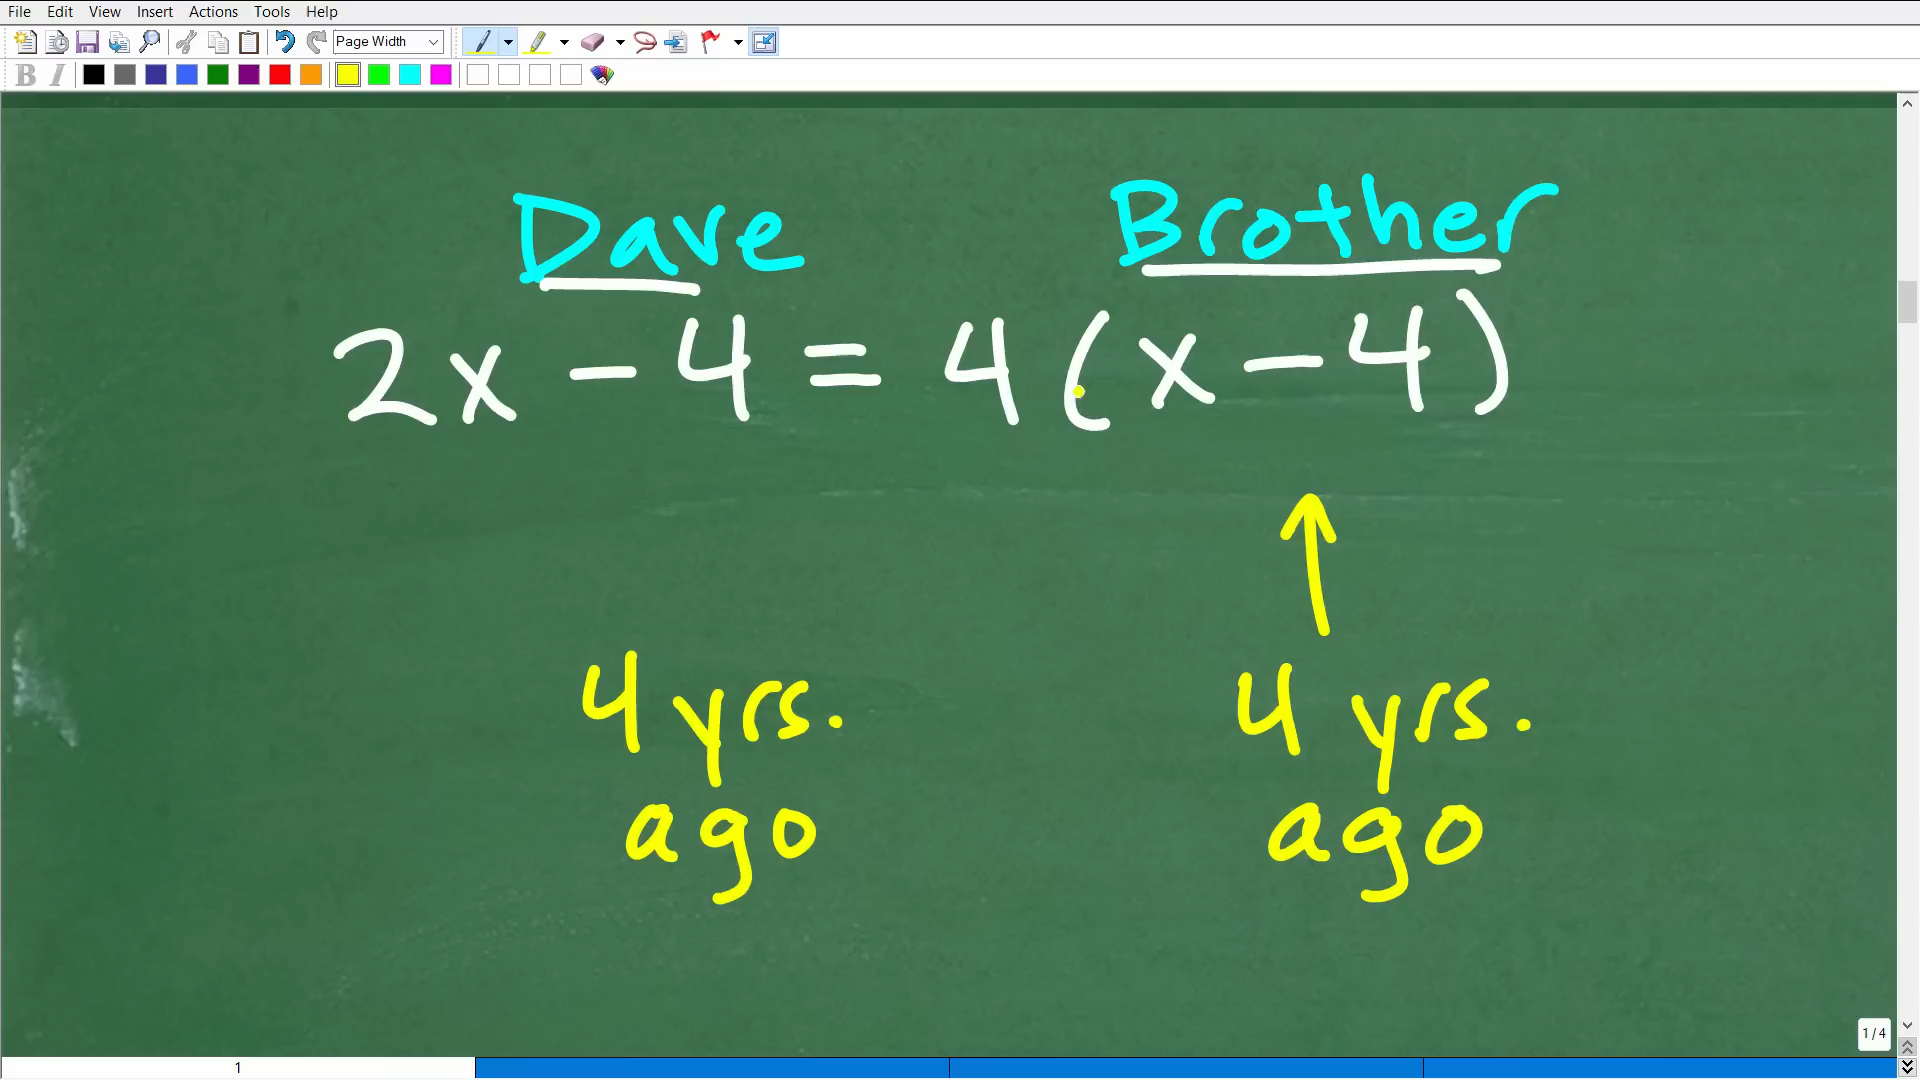 File Edit View Insert Actions Tools Help
Page Width
B I
Dave Brother
2x - 4 = 4 (x - 4)
4 yrs. 4 yrs.
ago ago
1 / 4
1